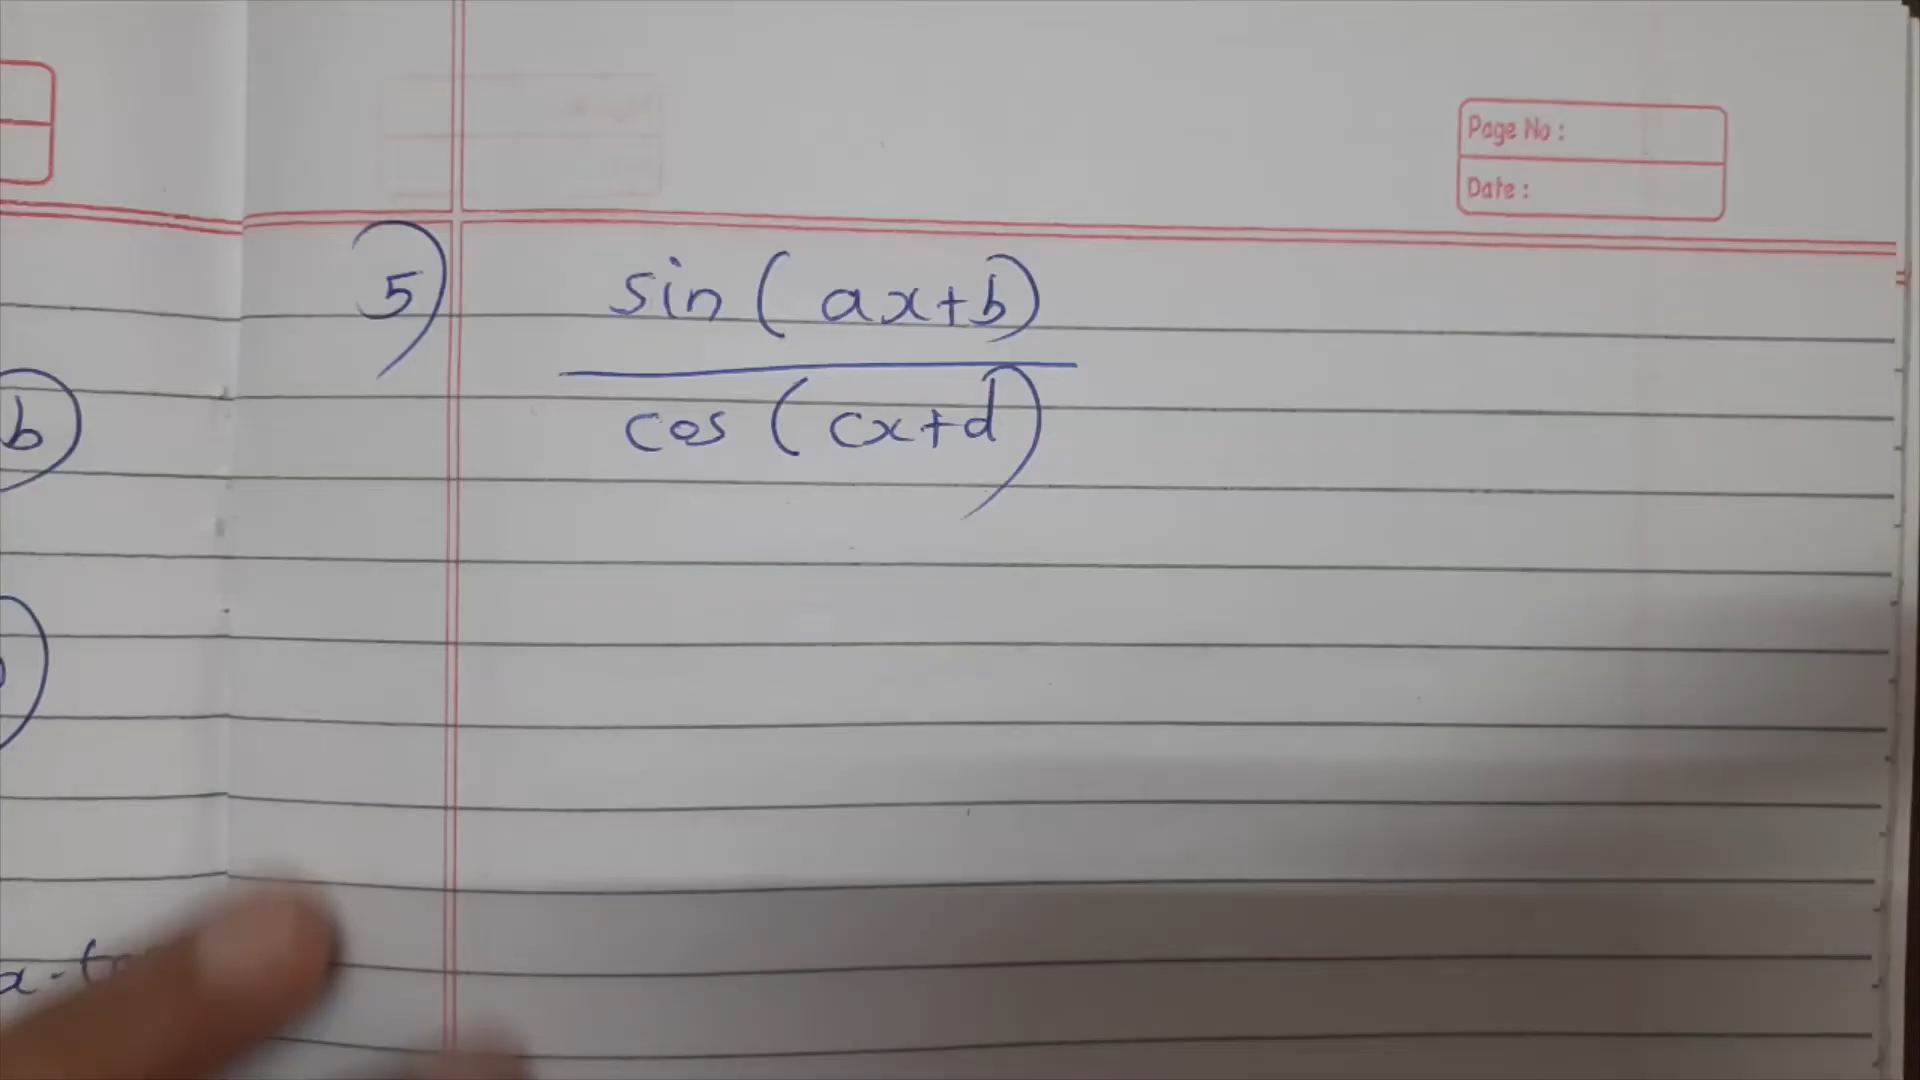 Page No :
Date :
5) sin (ax+b)
cos (cx+d)
b